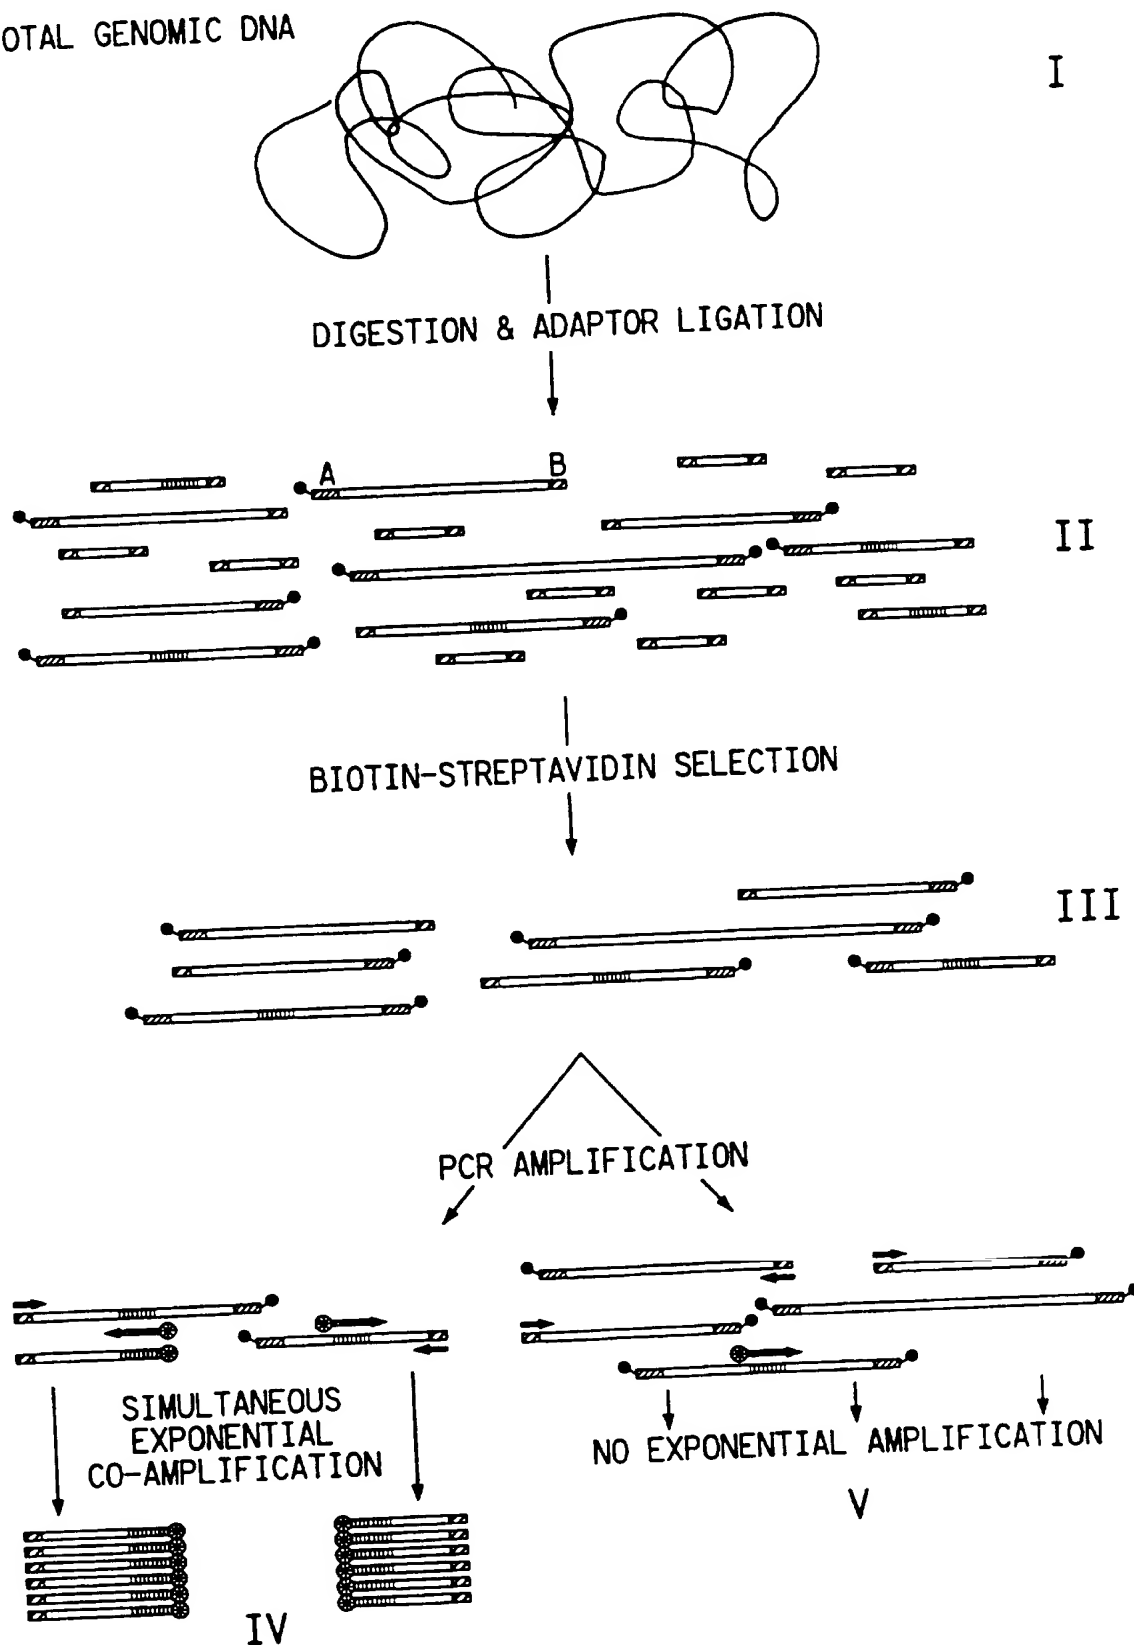 OTAL GENOMIC DNA
I
DIGESTION & ADAPTOR LIGATION
A
B
II
BIOTIN-STREPTAVIDIN SELECTION
III
PCR AMPLIFICATION
SIMULTANEOUS
EXPONENTIAL
CO-AMPLIFICATION
NO EXPONENTIAL AMPLIFICATION
V
IV